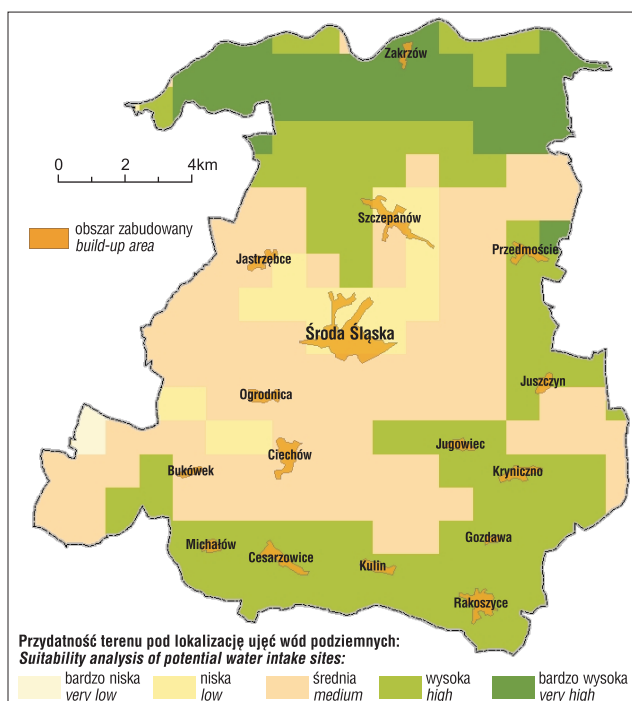 Zakrzów
0 2 4km
Szczepanów
obszar zabudowany
build-up area
Przedmoście
Jastrzębce
Środa Śląska
Juszczyn
Ogrodnica
Jugowiec
Ciechów
Bukówek
Kryniczno
Gozdawa
Michałów
Cesarzowice
Kulin
Rakoszyce
Przydatność terenu pod lokalizację ujęć wód podziemnych:
Suitability analysis of potential water intake sites:
bardzo niska
very low
niska
low
średnia
medium
wysoka
high
bardzo wysoka
very high